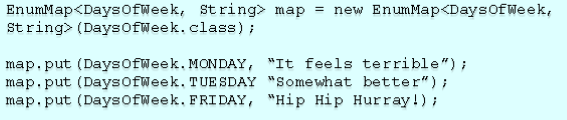 EnumMap<DaysOfWeek, String> map = new EnumMap<DaysOfWeek,
String>(DaysOfWeek.class);
map.put(DaysOfWeek.MONDAY, “It feels terrible”);
map.put(DaysOfWeek.TUESDAY “Somewhat better”);
map.put(DaysOfWeek.FRIDAY, “Hip Hip Hurray!);